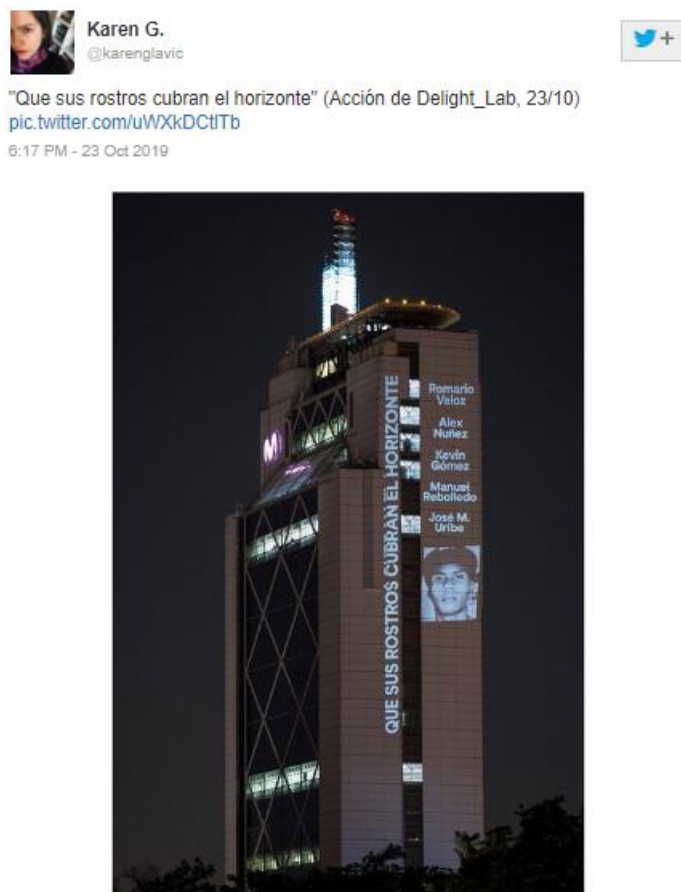 Karen G.
@karenglavic
"Que sus rostros cubran el horizonte" (Acción de Delight_Lab, 23/10)
pic.twitter.com/uWXkDCtlTb
6:17 PM - 23 Oct 2019
M
QUE SUS ROSTROS CUBRAN EL HORIZONTE
Romario
Veloz
Alex
Nuñez
Kevin
Gómez
Manuel
Rebolledo
José M.
Uribe